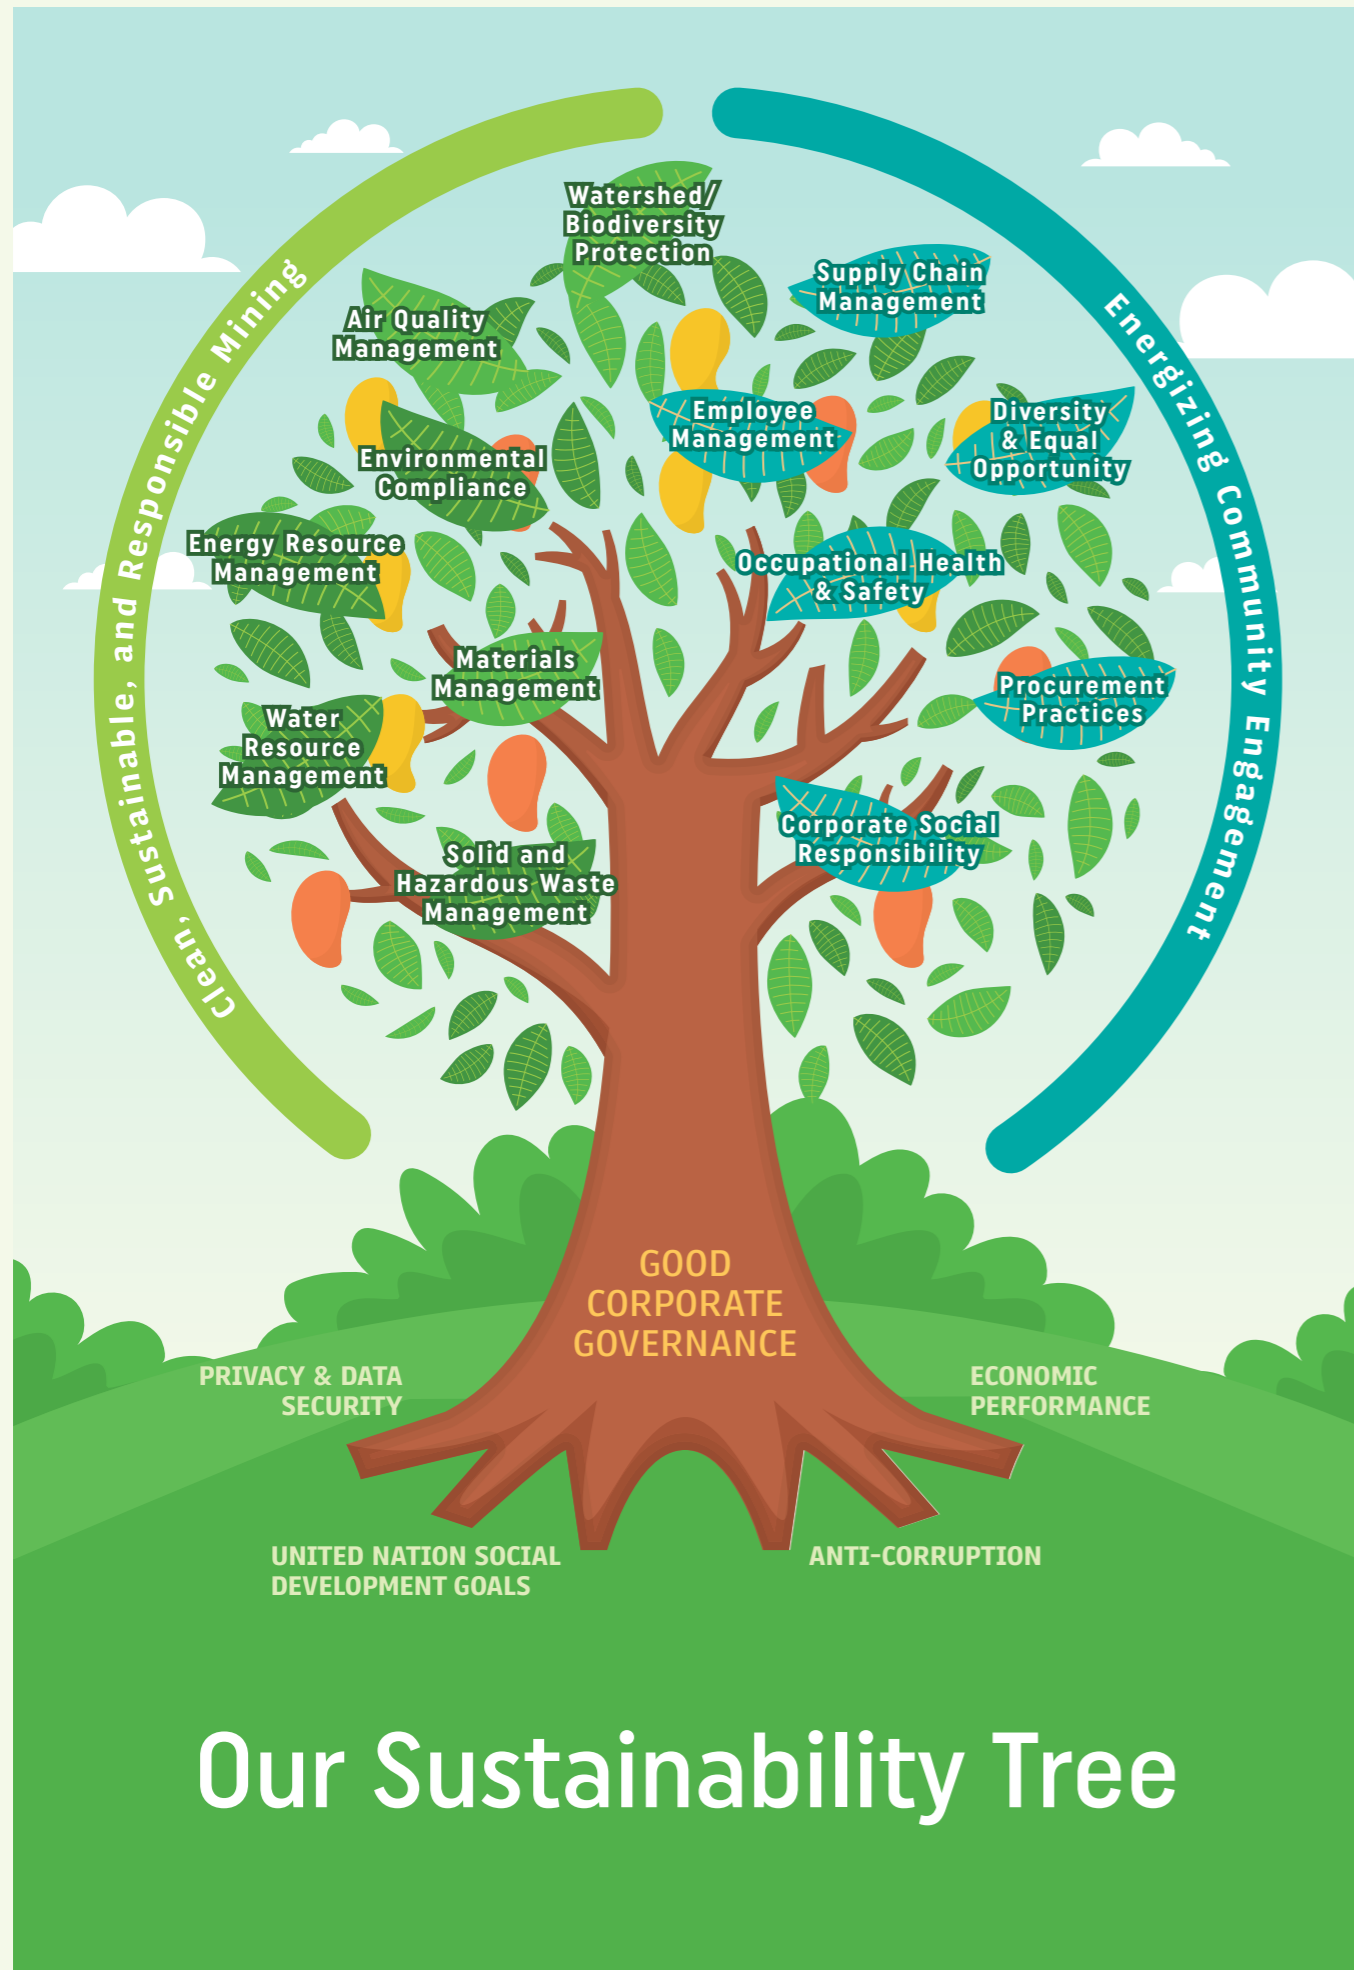 Clean, Sustainable, and Responsible Mining
Energizing Community Engagement
Watershed/
Biodiversity
Protection
Supply Chain
Management
Air Quality
Management
Employee
Management
Diversity
& Equal
Opportunity
Environmental
Compliance
Energy Resource
Management
Occupational Health
& Safety
Materials
Management
Procurement
Practices
Water
Resource
Management
Corporate Social
Responsibility
Solid and
Hazardous Waste
Management
GOOD
CORPORATE
GOVERNANCE
PRIVACY & DATA
SECURITY
ECONOMIC
PERFORMANCE
UNITED NATION SOCIAL
DEVELOPMENT GOALS
ANTI-CORRUPTION
Our Sustainability Tree